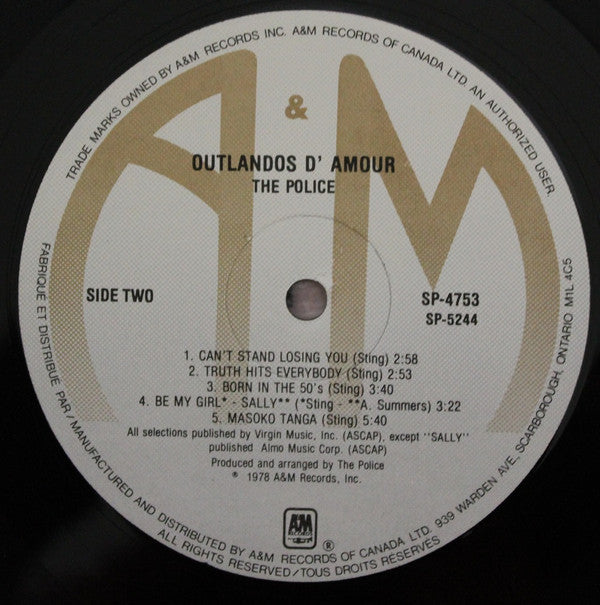 TRADE MARKS OWNED BY A&M RECORDS INC. A&M RECORDS OF CANADA LTD. AN AUTHORIZED USER.
A & M
OUTLANDOS D' AMOUR
THE POLICE
SIDE TWO
SP-4753
SP-5244
1. CAN'T STAND LOSING YOU (Sting) 2:58
2. TRUTH HITS EVERYBODY (Sting) 2:53
3. BORN IN THE 50's (Sting) 3:40
4. BE MY GIRL* - SALLY** (*Sting - **A. Summers) 3:22
5. MASOKO TANGA (Sting) 5:40
All selections published by Virgin Music, Inc. (ASCAP), except "SALLY"
published Almo Music Corp. (ASCAP)
Produced and arranged by The Police
℗ 1978 A&M Records, Inc.
A&M
RECORDS
®
FABRIQUÉ ET DISTRIBUÉ PAR/MANUFACTURED AND DISTRIBUTED BY A&M RECORDS OF CANADA LTD. 939 WARDEN AVE., SCARBOROUGH, ONTARIO M1L 4C5
ALL RIGHTS RESERVED/TOUS DROITS RESERVÉS